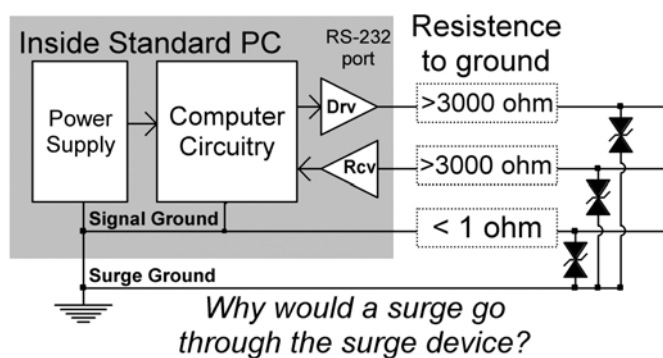 Inside Standard PC
RS-232
port
Resistence
to ground
Power
Supply
Computer
Circuitry
Drv
>3000 ohm
Rcv
>3000 ohm
Signal Ground
< 1 ohm
Surge Ground
Why would a surge go
through the surge device?